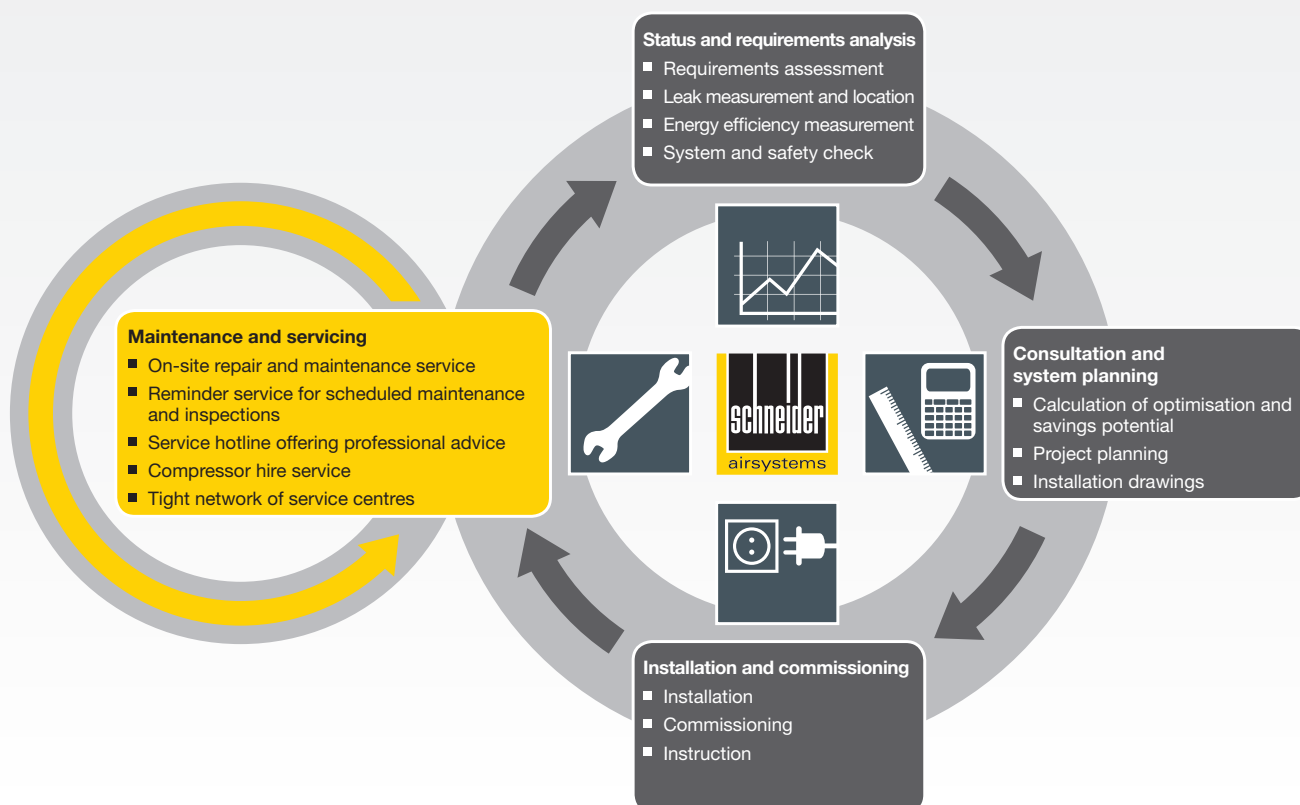 Status and requirements analysis
Requirements assessment
Leak measurement and location
Energy efficiency measurement
System and safety check
Maintenance and servicing
On-site repair and maintenance service
Reminder service for scheduled maintenance
and inspections
Service hotline offering professional advice
Compressor hire service
Tight network of service centres
schneider
airsystems
Consultation and
system planning
Calculation of optimisation and
savings potential
Project planning
Installation drawings
Installation and commissioning
Installation
Commissioning
Instruction